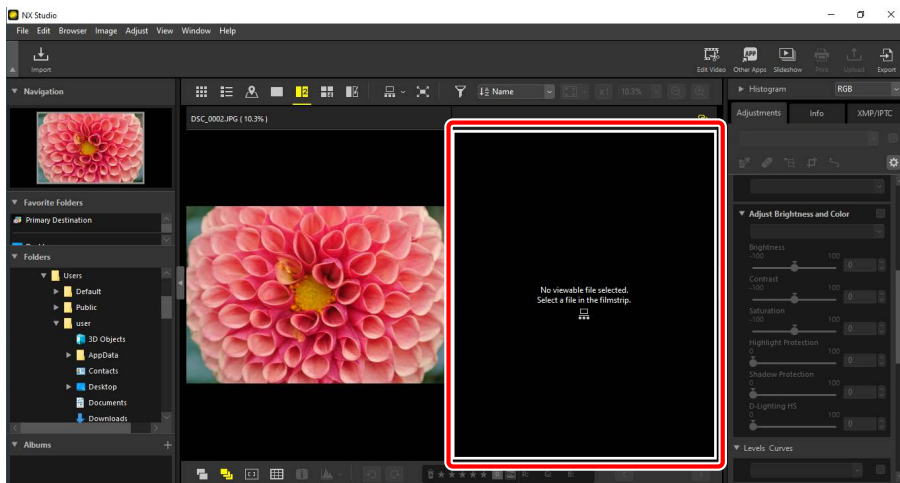 NX Studio
File Edit Browser Image Adjust View Window Help
Import
Edit Video Other Apps Slideshow Print Upload Export
Navigation
Name
10.3%
Histogram
RGB
DSC_0002.JPG ( 10.3% )
Adjustments Info XMP/IPTC
Favorite Folders
Primary Destination
Folders
Users
Default
Public
user
3D Objects
AppData
Contacts
Desktop
Documents
Downloads
Albums
No viewable file selected.
Select a file in the filmstrip.
Adjust Brightness and Color
Brightness
-100 100
0
Contrast
-100 100
0
Saturation
-100 100
0
Highlight Protection
0 100
0
Shadow Protection
0 100
0
D-Lighting HS
0 100
0
Levels Curves